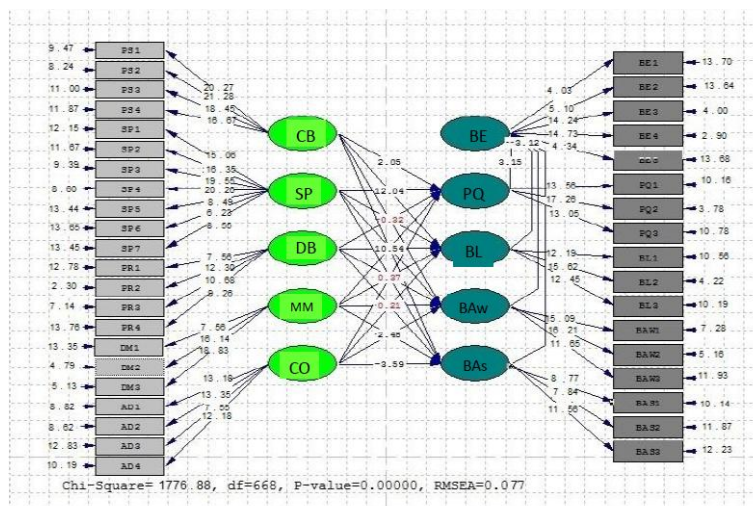 9.47 PS1
8.24 PS2
11.00 PS3
11.87 PS4
12.15 SP1
11.67 SP2
9.39 SP3
8.60 SP4
13.44 SP5
13.65 SP6
13.45 SP7
12.78 PR1
2.30 PR2
7.14 PR3
13.76 PR4
13.35 DM1
4.79 DM2
5.13 DM3
8.82 AD1
8.62 AD2
12.83 AD3
10.19 AD4
20.27
21.28
18.45
16.67
15.06
16.35
19.55
20.20
8.49
6.23
8.66
7.56
12.30
10.68
9.26
7.66
16.14
18.83
13.19
13.35
7.55
12.18
CB
SP
DB
MM
CO
2.05
12.04
-0.32
10.54
0.37
0.21
-2.48
-3.59
BE
PQ
BL
BAw
BAs
-3.12
3.15
4.03
5.10
14.24
14.73
4.34
13.56
17.26
13.05
12.19
15.62
12.45
15.09
16.21
11.65
8.77
7.84
11.56
BE1 13.70
BE2 13.64
BE3 4.00
BE4 2.90
13.68
PQ1 10.16
PQ2 3.78
PQ3 10.78
BL1 10.56
BL2 4.22
BL3 10.19
BAW1 7.28
BAW2 5.16
BAW3 11.93
BAS1 10.14
BAS2 11.87
BAS3 12.23
Chi-Square=1776.88, df=668, P-value=0.00000, RMSEA=0.077